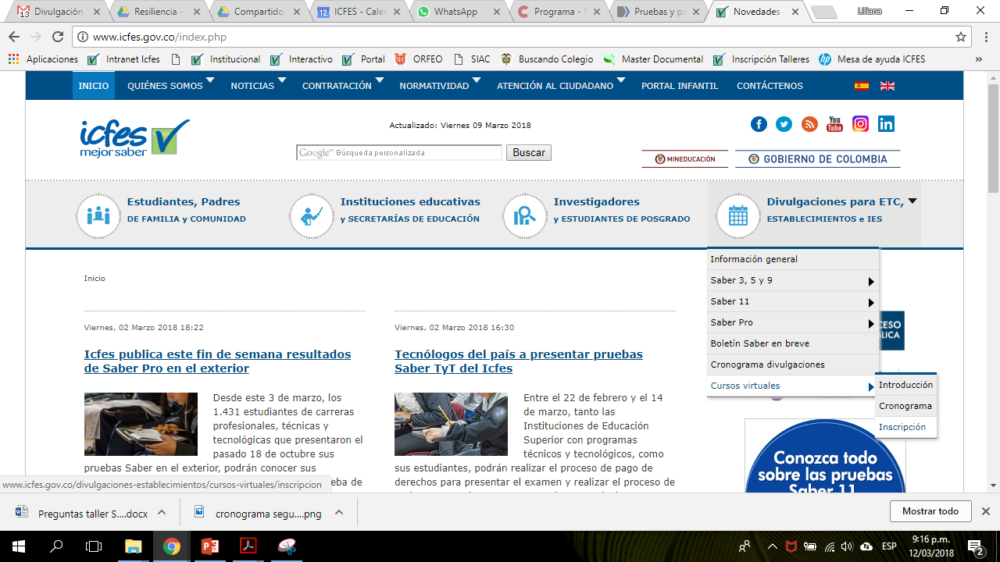 13
Divulgación
Resiliencia -
Compartido
12
ICFES - Cale
WhatsApp
Programa -
Pruebas y p
Novedades -
Liliana
www.icfes.gov.co/index.php
Aplicaciones
Intranet Icfes
Institucional
Interactivo
Portal
ORFEO
SIAC
Buscando Colegio
Master Documental
Inscripción Talleres
hp
Mesa de ayuda ICFES
»
INICIO
QUIÉNES SOMOS
NOTICIAS
CONTRATACIÓN
NORMATIVIDAD
ATENCIÓN AL CIUDADANO
PORTAL INFANTIL
CONTÁCTENOS
icfes
mejor saber
Actualizado: Viernes 09 Marzo 2018
Google™ Búsqueda personalizada
Buscar
You
Tube
MINEDUCACIÓN
GOBIERNO DE COLOMBIA
Estudiantes, Padres
DE FAMILIA y COMUNIDAD
Instituciones educativas
y SECRETARÍAS DE EDUCACIÓN
Investigadores
y ESTUDIANTES DE POSGRADO
Divulgaciones para ETC,
ESTABLECIMIENTOS e IES
Información general
Saber 3, 5 y 9
Saber 11
Saber Pro
Boletín Saber en breve
Cronograma divulgaciones
Cursos virtuales
Introducción
Cronograma
Inscripción
CESO
BLICA
Inicio
Viernes, 02 Marzo 2018 18:22
Icfes publica este fin de semana resultados
de Saber Pro en el exterior
Desde este 3 de marzo, los
1.431 estudiantes de carreras
profesionales, técnicas y
tecnológicas que presentaron el
pasado 18 de octubre sus
pruebas Saber en el exterior, podrán conocer sus
eba de
Viernes, 02 Marzo 2018 16:30
Tecnólogos del país a presentar pruebas
Saber TyT del Icfes
Entre el 22 de febrero y el 14
de marzo, tanto las
Instituciones de Educación
Superior con programas
técnicos y tecnológicos, como
sus estudiantes, podrán realizar el proceso de pago de
derechos para presentar el examen y realizar el proceso de
Conozca todo
sobre las pruebas
Saber 11
www.icfes.gov.co/divulgaciones-establecimientos/cursos-virtuales/inscripcion
Preguntas taller S....docx
cronograma segu....png
Mostrar todo
ESP
9:16 p.m.
12/03/2018
2